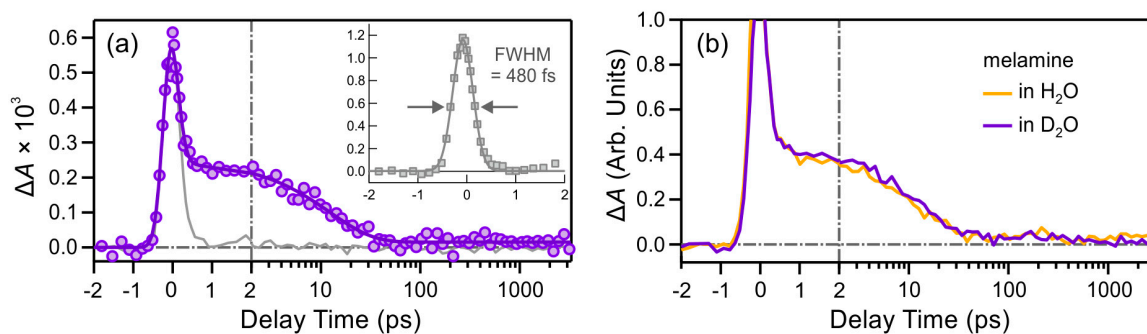 (a)
ΔA × 10³
0.6
0.5
0.4
0.3
0.2
0.1
0.0
-2 -1 0 1 2 10 100 1000
Delay Time (ps)
1.2
1.0
0.8
0.6
0.4
0.2
0.0
-2 -1 0 1 2
FWHM
= 480 fs
(b)
ΔA (Arb. Units)
1.0
0.8
0.6
0.4
0.2
0.0
-2 -1 0 1 2 10 100 1000
Delay Time (ps)
melamine
in H₂O
in D₂O